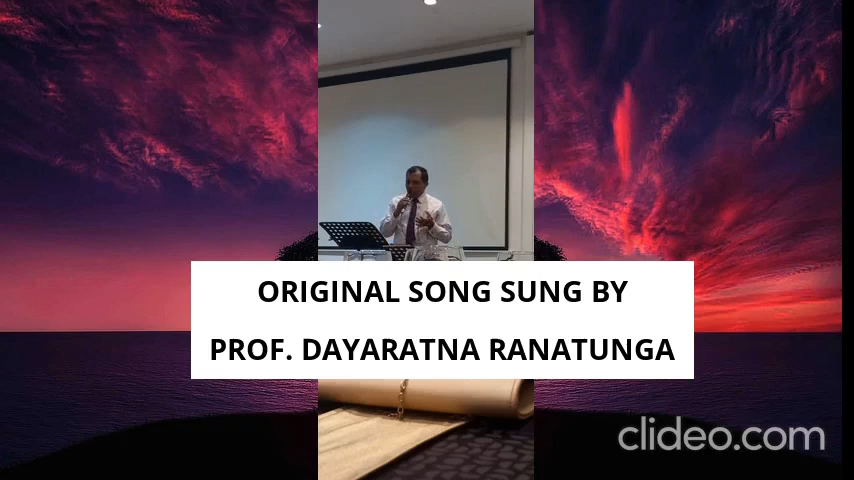 ORIGINAL SONG SUNG BY
PROF. DAYARATNA RANATUNGA
clideo.com